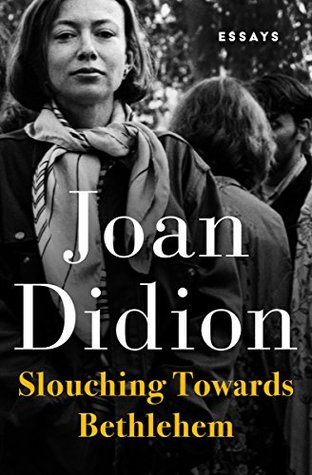 ESSAYS
Joan
Didion
Slouching Towards
Bethlehem